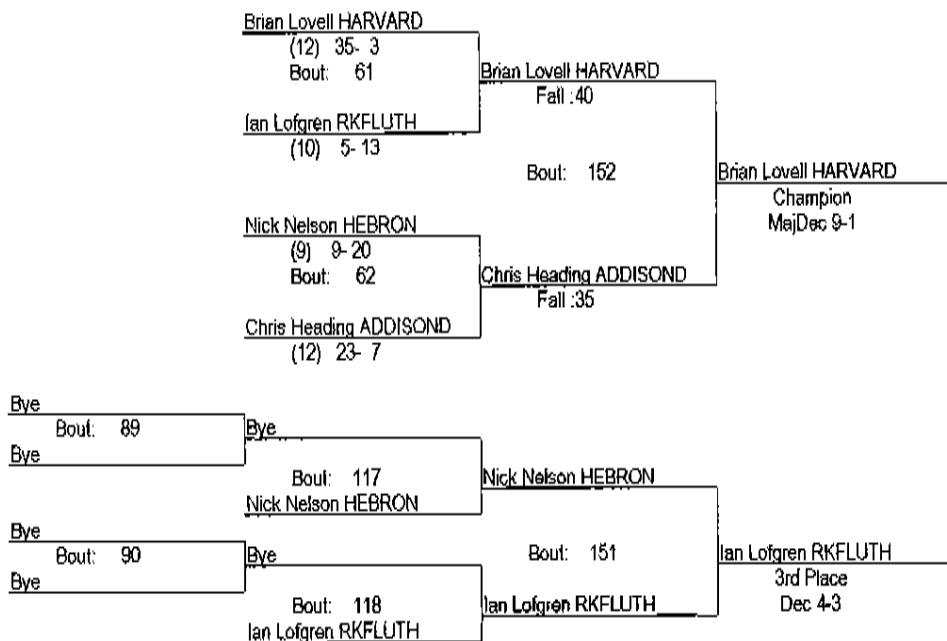 Brian Lovell HARVARD
(12) 35- 3
Bout: 61
Ian Lofgren RKFLUTH
(10) 5- 13
Brian Lovell HARVARD
Fall :40
Bout: 152
Nick Nelson HEBRON
(9) 9- 20
Bout: 62
Chris Heading ADDISOND
(12) 23- 7
Chris Heading ADDISOND
Fall :35
Brian Lovell HARVARD
Champion
MajDec 9-1
Bye
Bout: 89
Bye
Bye
Bout: 117
Nick Nelson HEBRON
Bye
Bout: 90
Bye
Bye
Bout: 118
Ian Lofgren RKFLUTH
Nick Nelson HEBRON
Bout: 151
Ian Lofgren RKFLUTH
Ian Lofgren RKFLUTH
3rd Place
Dec 4-3